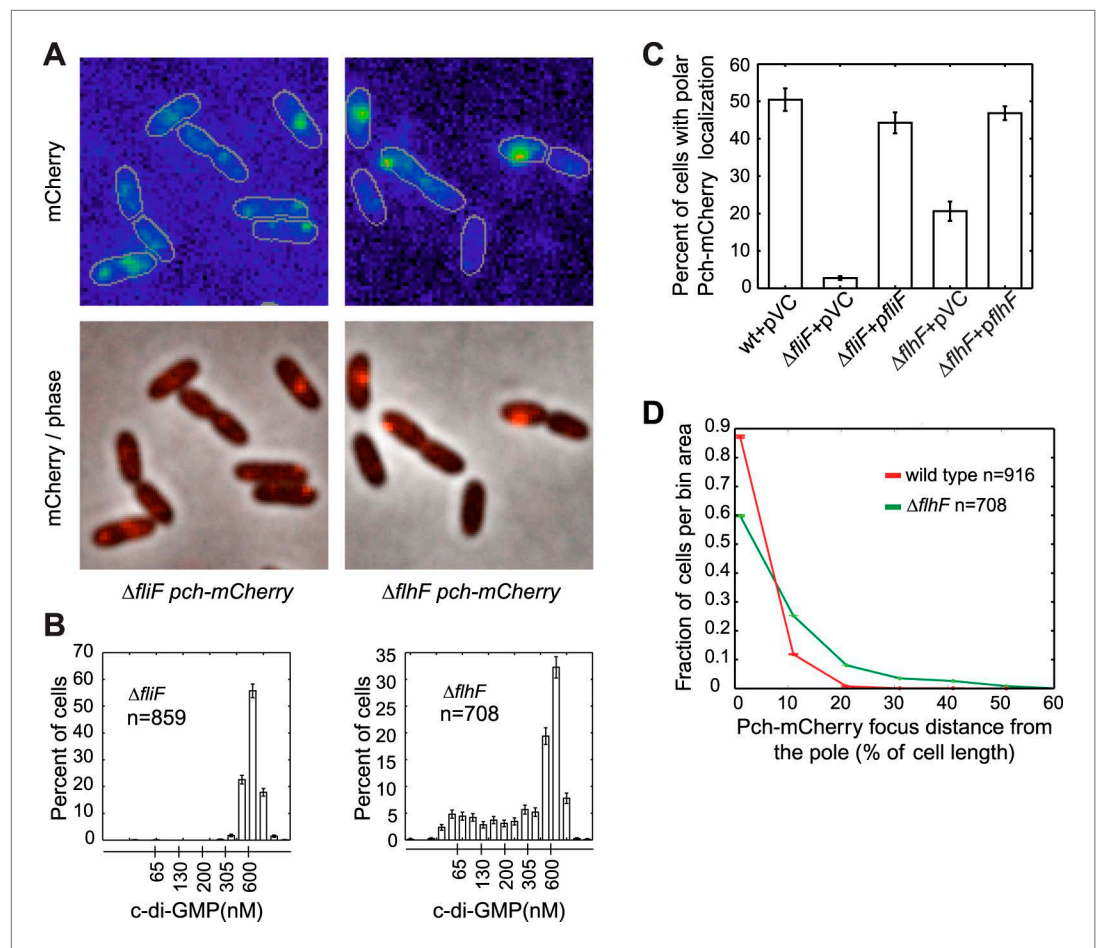 A
mCherry
mCherry / phase
ΔfliF pch-mCherry
ΔflhF pch-mCherry
B
Percent of cells
70
60
50
40
30
20
10
0
ΔfliF
n=859
65
130
200
305
600
c-di-GMP(nM)
Percent of cells
35
30
25
20
15
10
5
0
ΔflhF
n=708
65
130
200
305
600
c-di-GMP(nM)
C
Percent of cells with polar
Pch-mCherry localization
60
50
40
30
20
10
0
wt+pVC
ΔfliF+pVC
ΔfliF+pfliF
ΔflhF+pVC
ΔflhF+pflhF
D
Fraction of cells per bin area
0.9
0.8
0.7
0.6
0.5
0.4
0.3
0.2
0.1
0
wild type n=916
ΔflhF n=708
0 10 20 30 40 50 60
Pch-mCherry focus distance from
the pole (% of cell length)